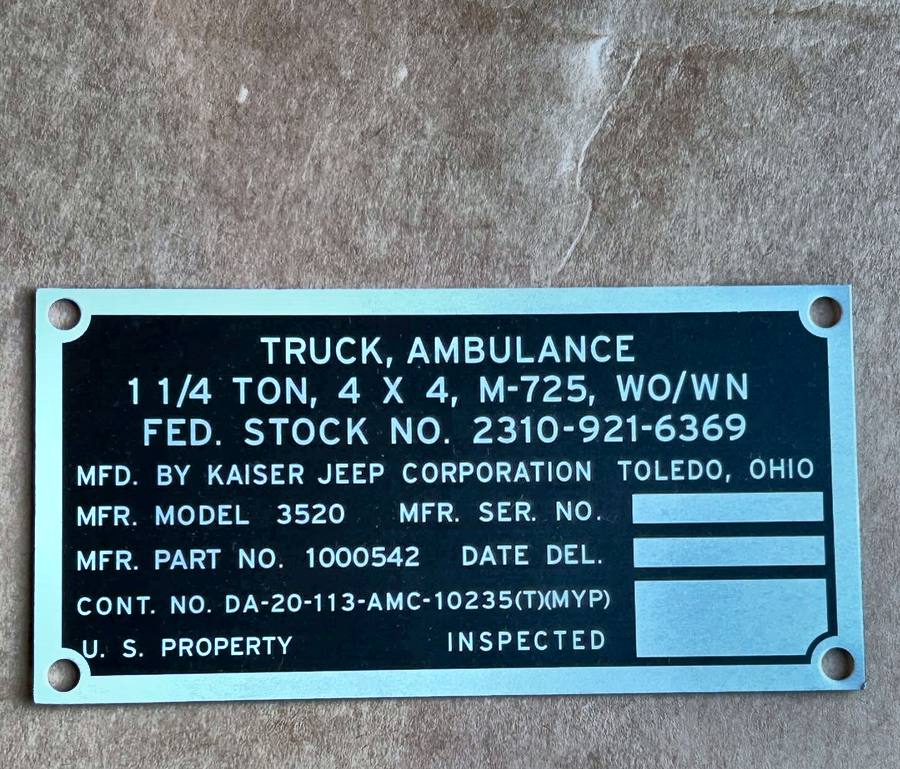 TRUCK, AMBULANCE
1 1/4 TON, 4 X 4, M-725, WO/WN
FED. STOCK NO. 2310-921-6369
MFD. BY KAISER JEEP CORPORATION TOLEDO, OHIO
MFR. MODEL 3520 MFR. SER. NO.
MFR. PART NO. 1000542 DATE DEL.
CONT. NO. DA-20-113-AMC-10235(T)(MYP)
U. S. PROPERTY INSPECTED